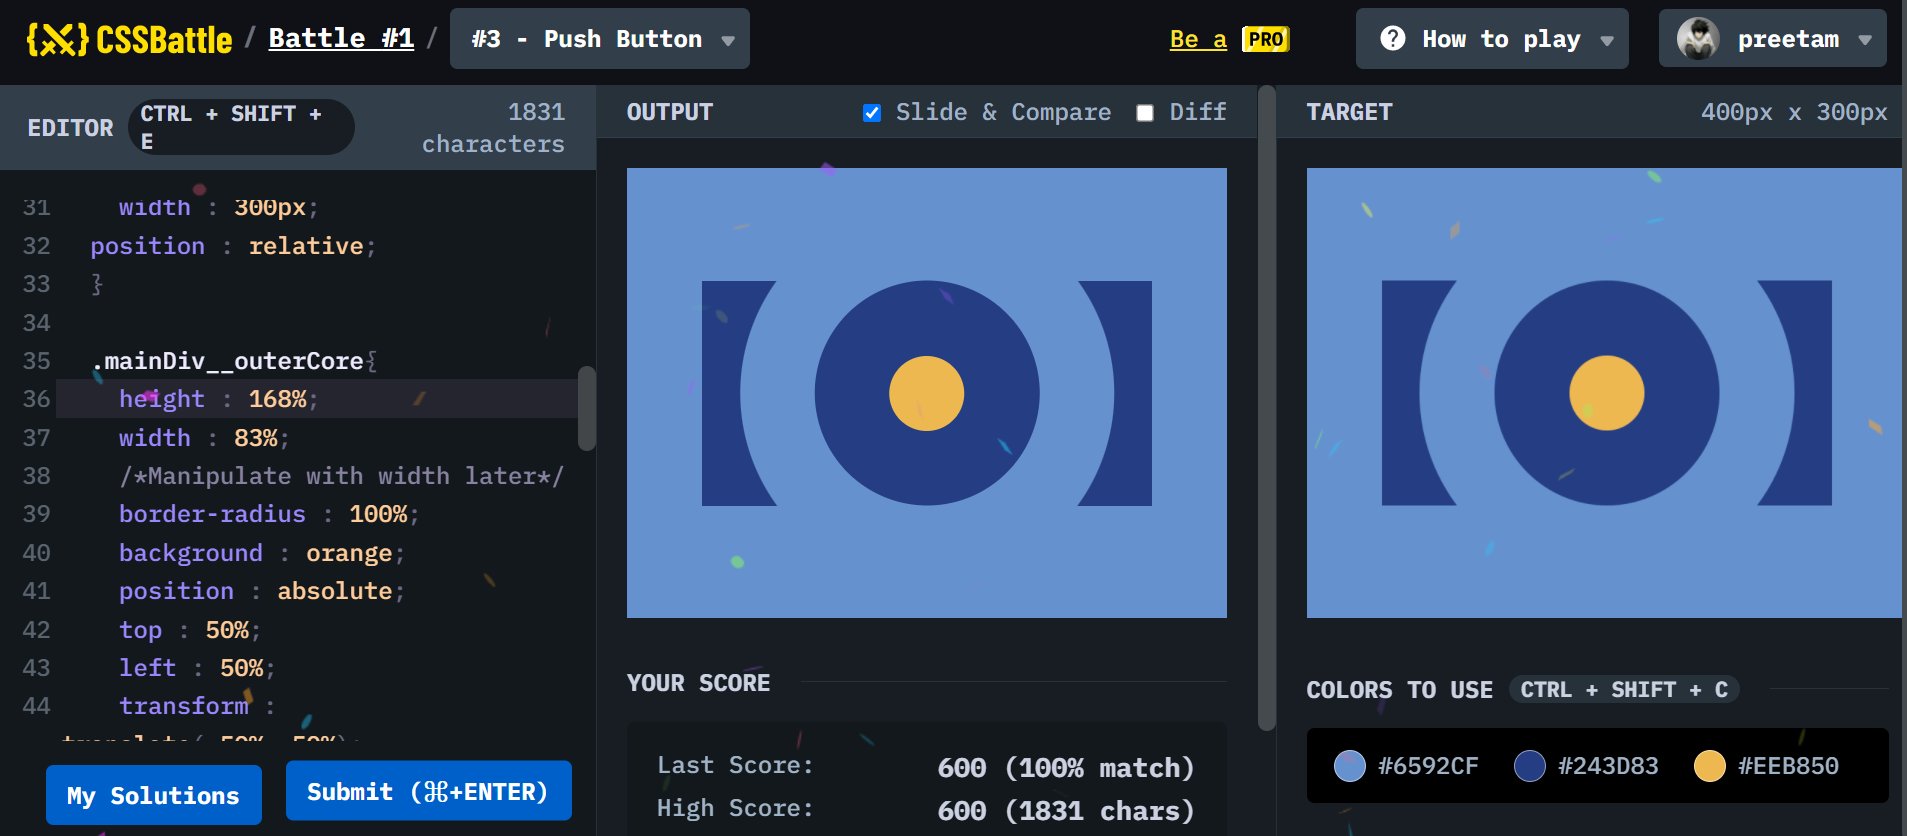 {X} CSSBattle / Battle #1 / #3 - Push Button
Be a PRO
How to play
preetam
EDITOR CTRL + SHIFT + E
1831 characters
31 width : 300px;
32 position : relative;
33 }
34
35 .mainDiv__outerCore{
36 height : 168%;
37 width : 83%;
38 /*Manipulate with width later*/
39 border-radius : 100%;
40 background : orange;
41 position : absolute;
42 top : 50%;
43 left : 50%;
44 transform :
translate(-50%,-50%);
My Solutions
Submit (⌘+ENTER)
OUTPUT
Slide & Compare
Diff
YOUR SCORE
Last Score: 600 (100% match)
High Score: 600 (1831 chars)
TARGET
400px x 300px
COLORS TO USE CTRL + SHIFT + C
#6592CF
#243D83
#EEB850